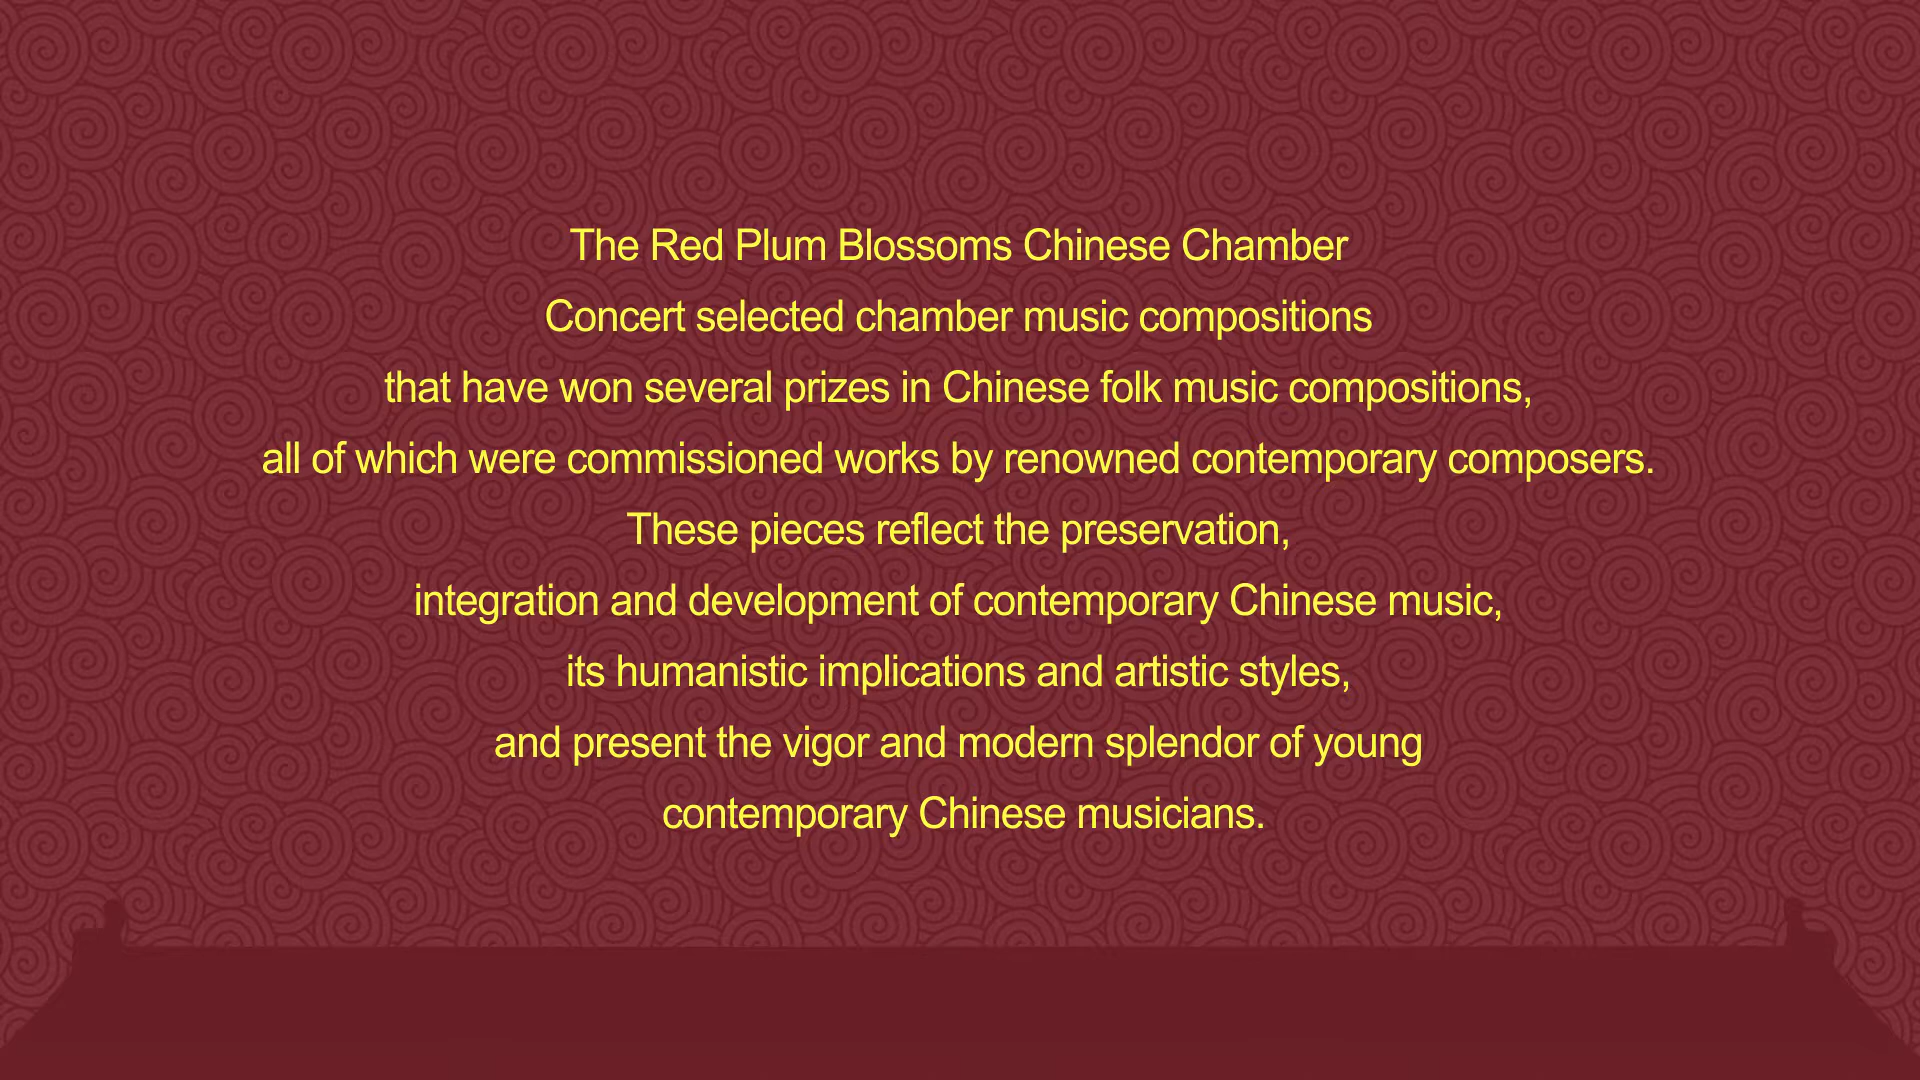 The Red Plum Blossoms Chinese Chamber
Concert selected chamber music compositions
that have won several prizes in Chinese folk music compositions,
all of which were commissioned works by renowned contemporary composers.
These pieces reflect the preservation,
integration and development of contemporary Chinese music,
its humanistic implications and artistic styles,
and present the vigor and modern splendor of young
contemporary Chinese musicians.